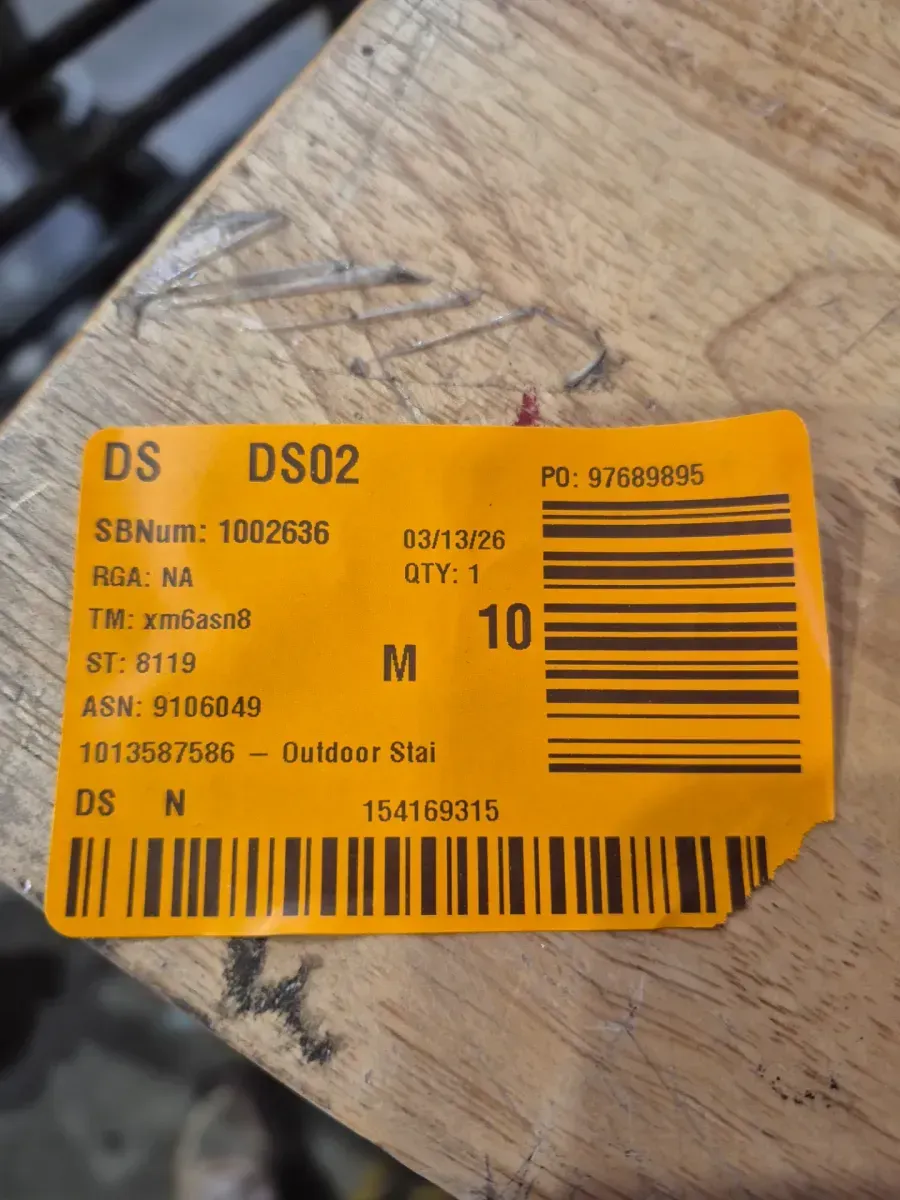 DS DS02
PO: 97689895
SBNum: 1002636 03/13/26
RGA: NA QTY: 1
TM: xm6asn8 10
ST: 8119 M
ASN: 9106049
1013587586 – Outdoor Stai
DS N 154169315